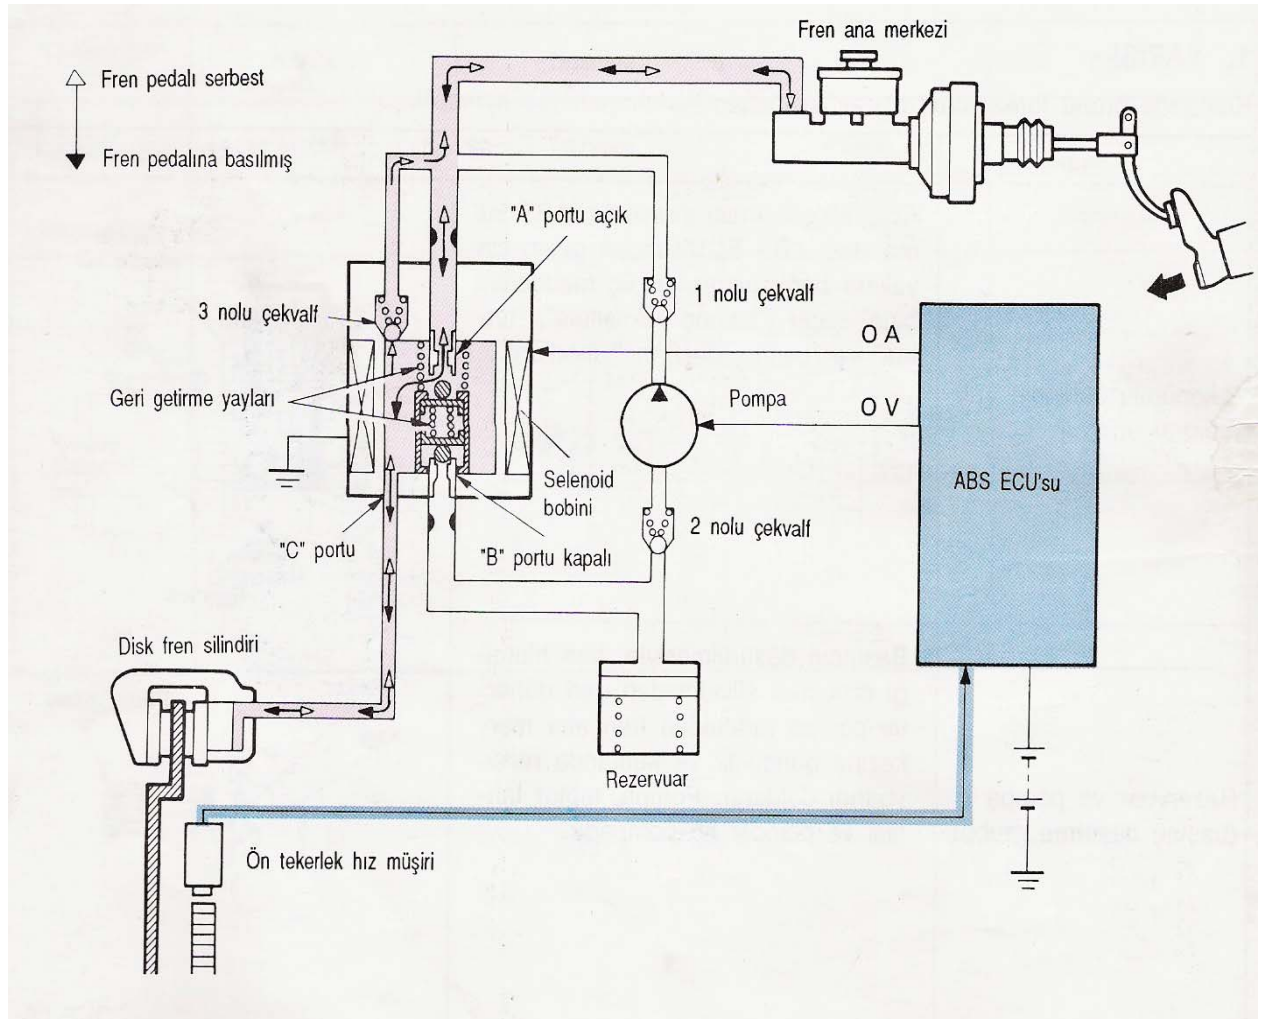 Fren ana merkezi
Fren pedalı serbest
Fren pedalına basılmış
"A" portu açık
3 nolu çekvalf
1 nolu çekvalf
O A
Geri getirme yayları
Pompa
O V
Selenoid
bobini
ABS ECU'su
2 nolu çekvalf
"C" portu
"B" portu kapalı
Disk fren silindiri
Rezervuar
Ön tekerlek hız müşiri